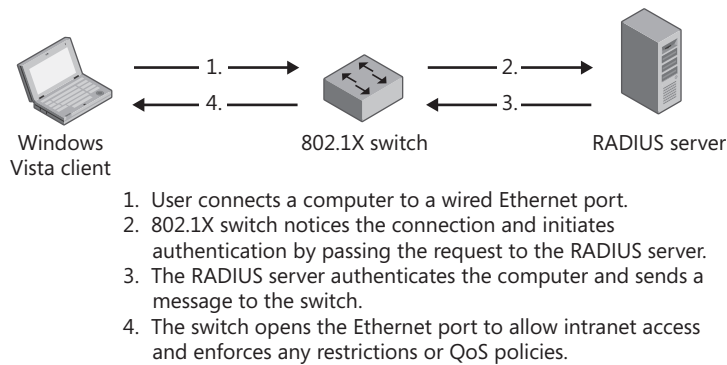 1.
2.
4.
3.
Windows
Vista client
802.1X switch
RADIUS server
1. User connects a computer to a wired Ethernet port.
2. 802.1X switch notices the connection and initiates
authentication by passing the request to the RADIUS server.
3. The RADIUS server authenticates the computer and sends a
message to the switch.
4. The switch opens the Ethernet port to allow intranet access
and enforces any restrictions or QoS policies.